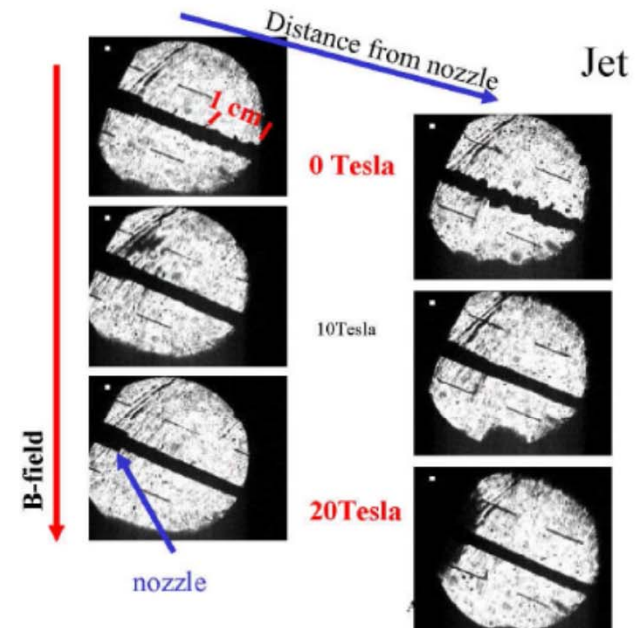 Distance from nozzle
Jet
1 cm
0 Tesla
10Tesla
B-field
20Tesla
nozzle